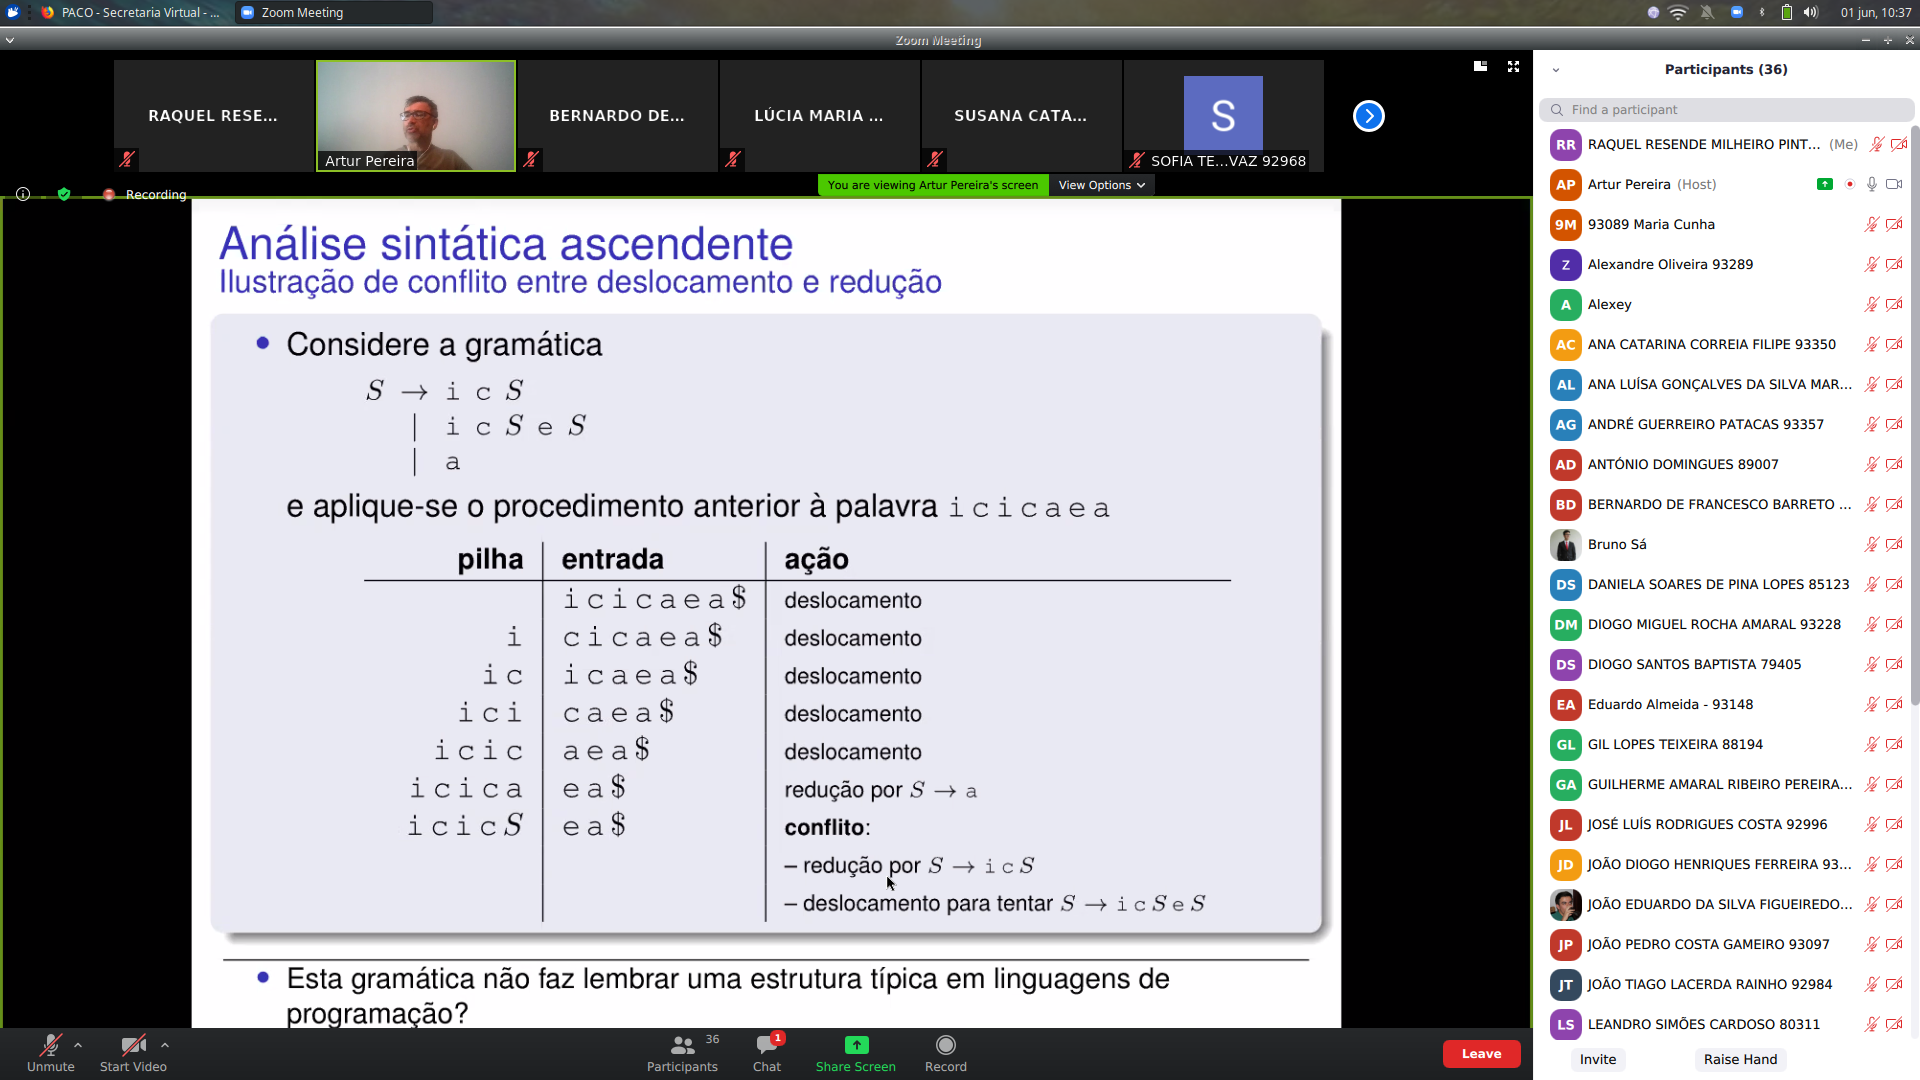 PACO - Secretaria Virtual - ...
Zoom Meeting
01 jun, 10:37
Zoom Meeting
RAQUEL RESE...
Artur Pereira
BERNARDO DE...
LÚCIA MARIA ...
SUSANA CATA...
S
SOFIA TE...VAZ 92968
Recording
You are viewing Artur Pereira's screen
View Options
Análise sintática ascendente
Ilustração de conflito entre deslocamento e redução
Considere a gramática
S → i c S
| i c S e S
| a
e aplique-se o procedimento anterior à palavra i c i c a e a
pilha entrada ação
i c i c a e a $ deslocamento
i c i c a e a $ deslocamento
i c i c a e a $ deslocamento
i c i c a e a $ deslocamento
i c i c a e a $ deslocamento
i c i c a e a $ redução por S → a
i c i c S e a $ conflito:
– redução por S → i c S
– deslocamento para tentar S → i c S e S
Esta gramática não faz lembrar uma estrutura típica em linguagens de
programação?
Participants (36)
Find a participant
RR RAQUEL RESENDE MILHEIRO PINT... (Me)
AP Artur Pereira (Host)
9M 93089 Maria Cunha
Z Alexandre Oliveira 93289
A Alexey
AC ANA CATARINA CORREIA FILIPE 93350
AL ANA LUÍSA GONÇALVES DA SILVA MAR...
AG ANDRÉ GUERREIRO PATACAS 93357
AD ANTÓNIO DOMINGUES 89007
BD BERNARDO DE FRANCESCO BARRETO ...
Bruno Sá
DS DANIELA SOARES DE PINA LOPES 85123
DM DIOGO MIGUEL ROCHA AMARAL 93228
DS DIOGO SANTOS BAPTISTA 79405
EA Eduardo Almeida - 93148
GL GIL LOPES TEIXEIRA 88194
GA GUILHERME AMARAL RIBEIRO PEREIRA...
JL JOSÉ LUÍS RODRIGUES COSTA 92996
JD JOÃO DIOGO HENRIQUES FERREIRA 93...
JOÃO EDUARDO DA SILVA FIGUEIREDO...
JP JOÃO PEDRO COSTA GAMEIRO 93097
JT JOÃO TIAGO LACERDA RAINHO 92984
LS LEANDRO SIMÕES CARDOSO 80311
Invite
Raise Hand
Unmute
Start Video
Participants 36
Chat 1
Share Screen
Record
Leave